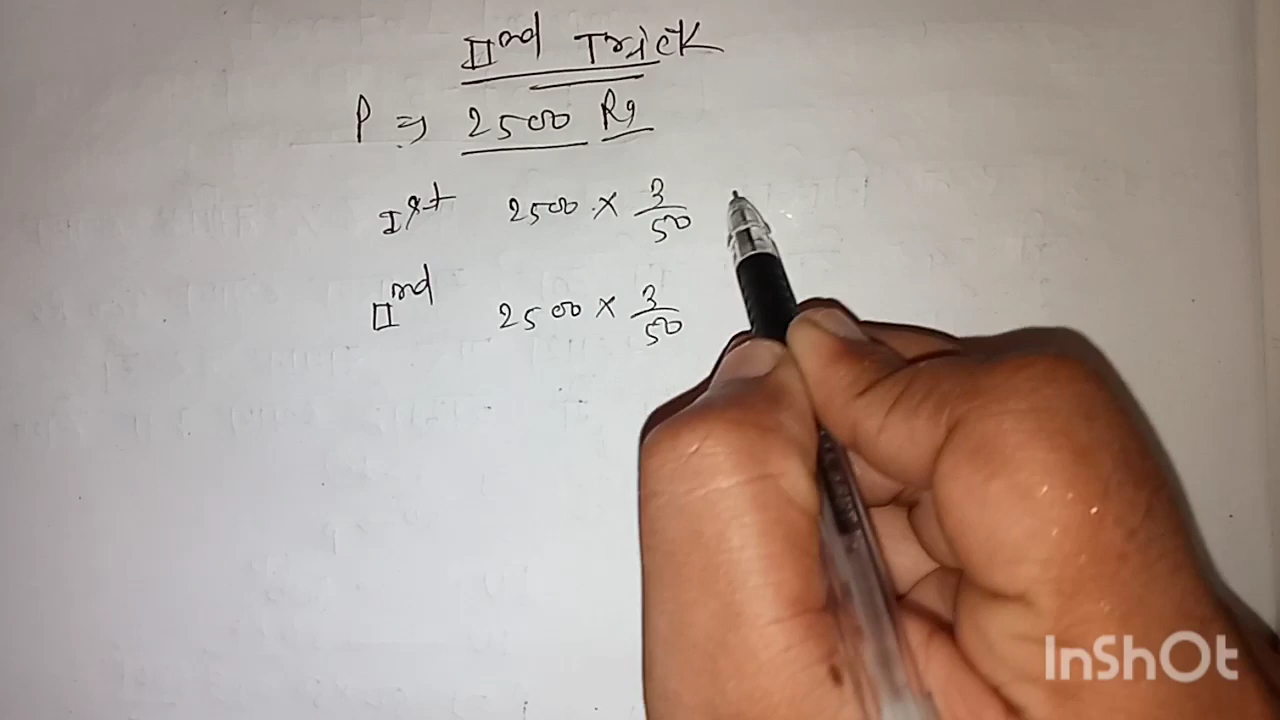 IInd Trick
P => 2500 Rs
Ist 2500 × 3/50
IInd 2500 × 3/50
InShOt